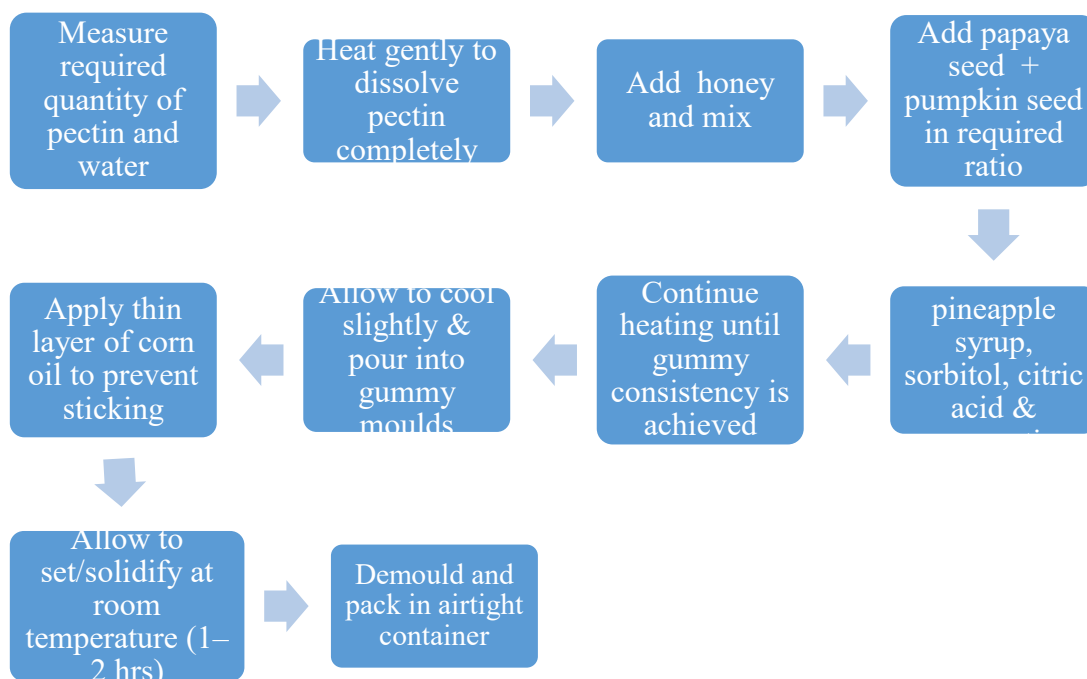 Measure
required
quantity of
pectin and
water
Heat gently to
dissolve
pectin
completely
Add honey
and mix
Add papaya
seed +
pumpkin seed
in required
ratio
pineapple
syrup,
sorbitol, citric
acid &
Continue
heating until
gummy
consistency is
achieved
Allow to cool
slightly &
pour into
gummy
moulds
Apply thin
layer of corn
oil to prevent
sticking
Allow to
set/solidify at
room
temperature (1–
2 hrs)
Demould and
pack in airtight
container